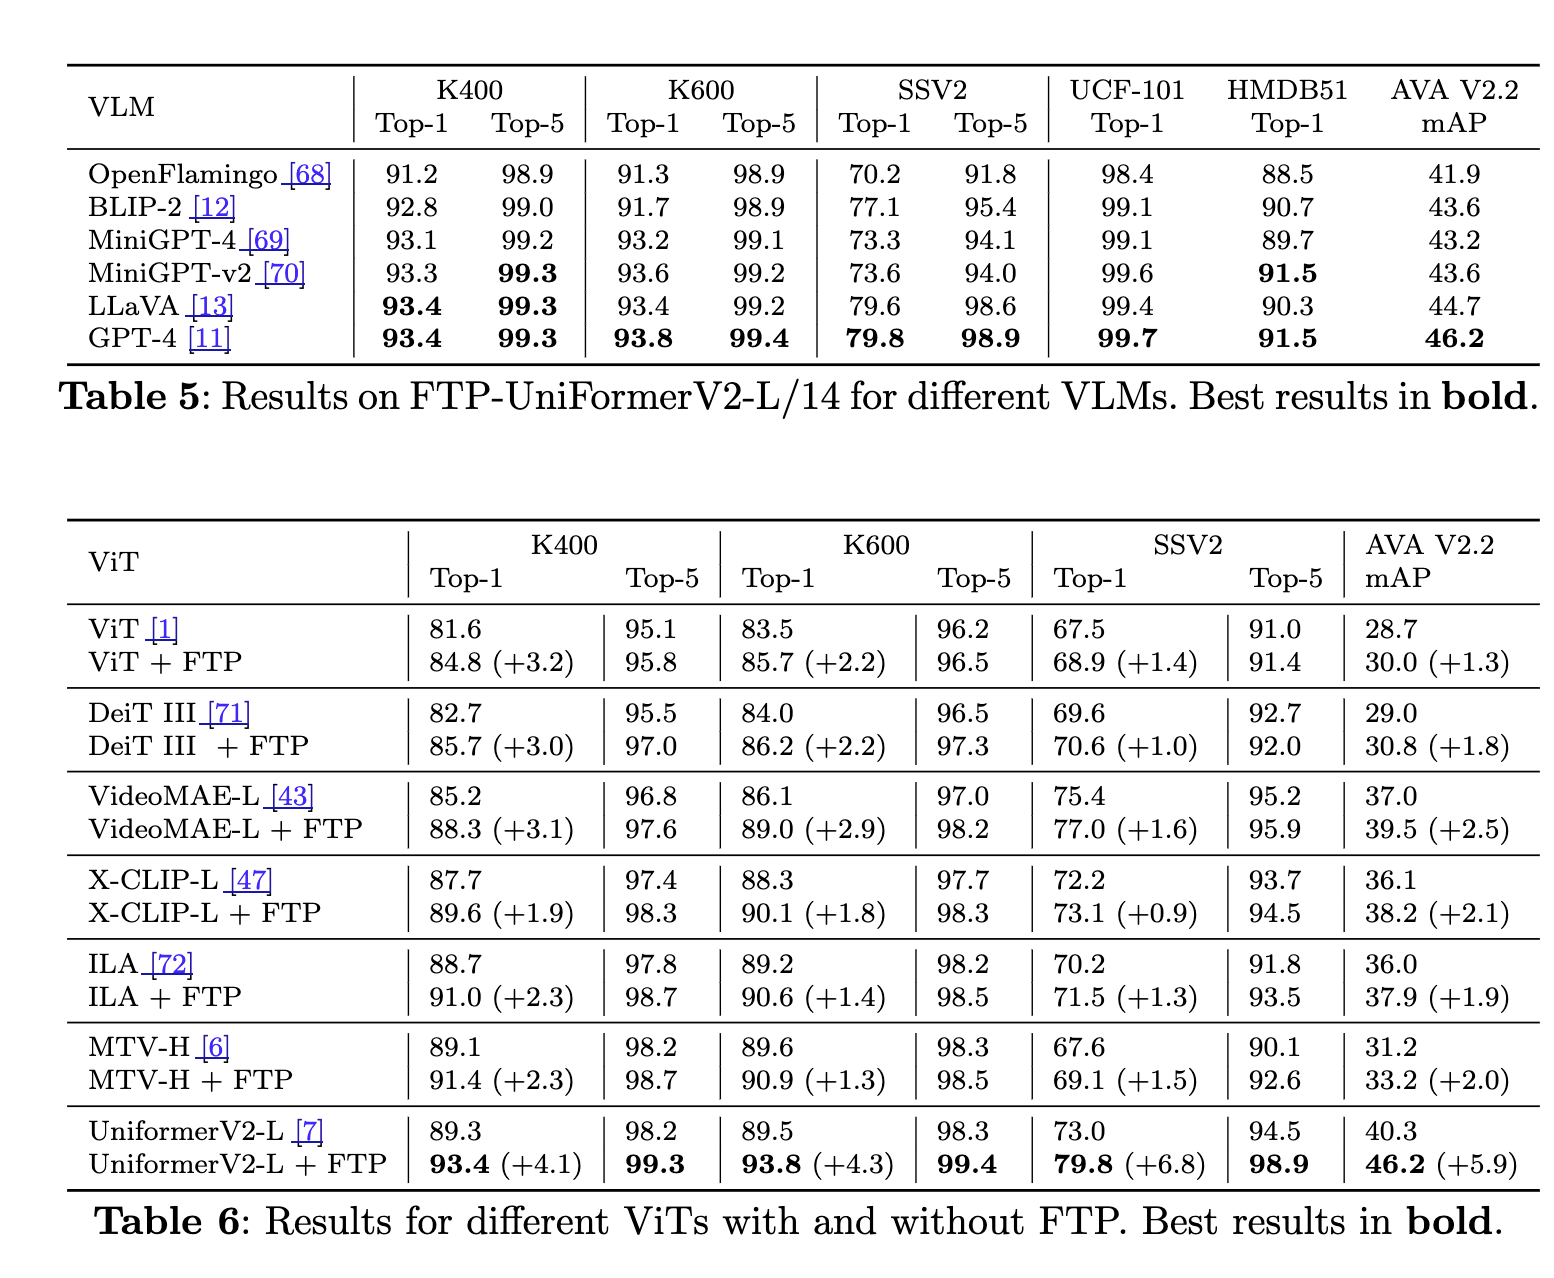 VLM K400 K600 SSV2 UCF-101 HMDB51 AVA V2.2
Top-1 Top-5 Top-1 Top-5 Top-1 Top-5 Top-1 Top-1 mAP
OpenFlamingo [68] 91.2 98.9 91.3 98.9 70.2 91.8 98.4 88.5 41.9
BLIP-2 [12] 92.8 99.0 91.7 98.9 77.1 95.4 99.1 90.7 43.6
MiniGPT-4 [69] 93.1 99.2 93.2 99.1 73.3 94.1 99.1 89.7 43.2
MiniGPT-v2 [70] 93.3 99.3 93.6 99.2 73.6 94.0 99.6 91.5 43.6
LLaVA [13] 93.4 99.3 93.4 99.2 79.6 98.6 99.4 90.3 44.7
GPT-4 [11] 93.4 99.3 93.8 99.4 79.8 98.9 99.7 91.5 46.2
Table 5: Results on FTP-UniFormerV2-L/14 for different VLMs. Best results in bold.
ViT K400 K600 SSV2 AVA V2.2
Top-1 Top-5 Top-1 Top-5 Top-1 Top-5 mAP
ViT [1] 81.6 95.1 83.5 96.2 67.5 91.0 28.7
ViT + FTP 84.8 (+3.2) 95.8 85.7 (+2.2) 96.5 68.9 (+1.4) 91.4 30.0 (+1.3)
DeiT III [71] 82.7 95.5 84.0 96.5 69.6 92.7 29.0
DeiT III + FTP 85.7 (+3.0) 97.0 86.2 (+2.2) 97.3 70.6 (+1.0) 92.0 30.8 (+1.8)
VideoMAE-L [43] 85.2 96.8 86.1 97.0 75.4 95.2 37.0
VideoMAE-L + FTP 88.3 (+3.1) 97.6 89.0 (+2.9) 98.2 77.0 (+1.6) 95.9 39.5 (+2.5)
X-CLIP-L [47] 87.7 97.4 88.3 97.7 72.2 93.7 36.1
X-CLIP-L + FTP 89.6 (+1.9) 98.3 90.1 (+1.8) 98.3 73.1 (+0.9) 94.5 38.2 (+2.1)
ILA [72] 88.7 97.8 89.2 98.2 70.2 91.8 36.0
ILA + FTP 91.0 (+2.3) 98.7 90.6 (+1.4) 98.5 71.5 (+1.3) 93.5 37.9 (+1.9)
MTV-H [6] 89.1 98.2 89.6 98.3 67.6 90.1 31.2
MTV-H + FTP 91.4 (+2.3) 98.7 90.9 (+1.3) 98.5 69.1 (+1.5) 92.6 33.2 (+2.0)
UniformerV2-L [7] 89.3 98.2 89.5 98.3 73.0 94.5 40.3
UniformerV2-L + FTP 93.4 (+4.1) 99.3 93.8 (+4.3) 99.4 79.8 (+6.8) 98.9 46.2 (+5.9)
Table 6: Results for different ViTs with and without FTP. Best results in bold.